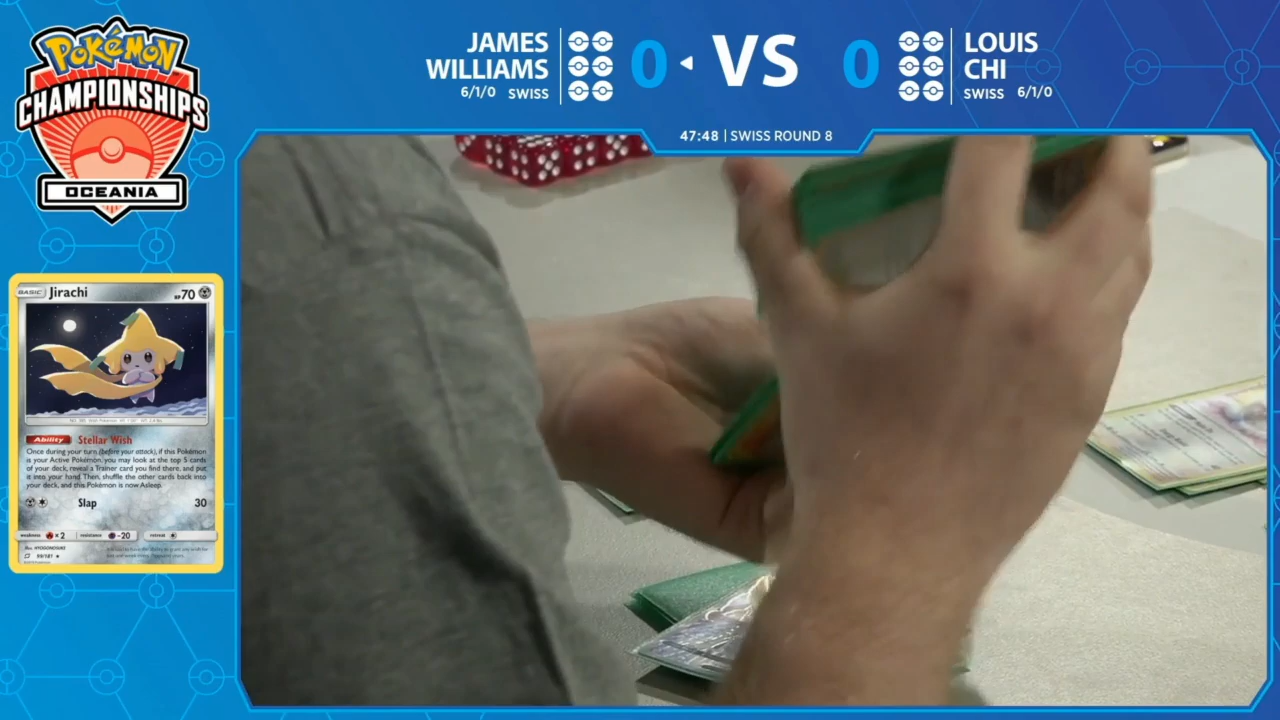 Pokémon
CHAMPIONSHIPS
OCEANIA
JAMES
WILLIAMS
6/1/0 SWISS
0
VS
0
LOUIS
CHI
SWISS 6/1/0
47:48 | SWISS ROUND 8
BASIC Jirachi HP 70
Ability Stellar Wish
Once during your turn (before your attack), if this Pokémon
is your Active Pokémon, you may look at the top 5 cards
of your deck, reveal a Trainer card you find there, and put
it into your hand. Then, shuffle the other cards back into
your deck, and this Pokémon is now Asleep.
Slap 30
weakness ×2 resistance -20 retreat
99/181